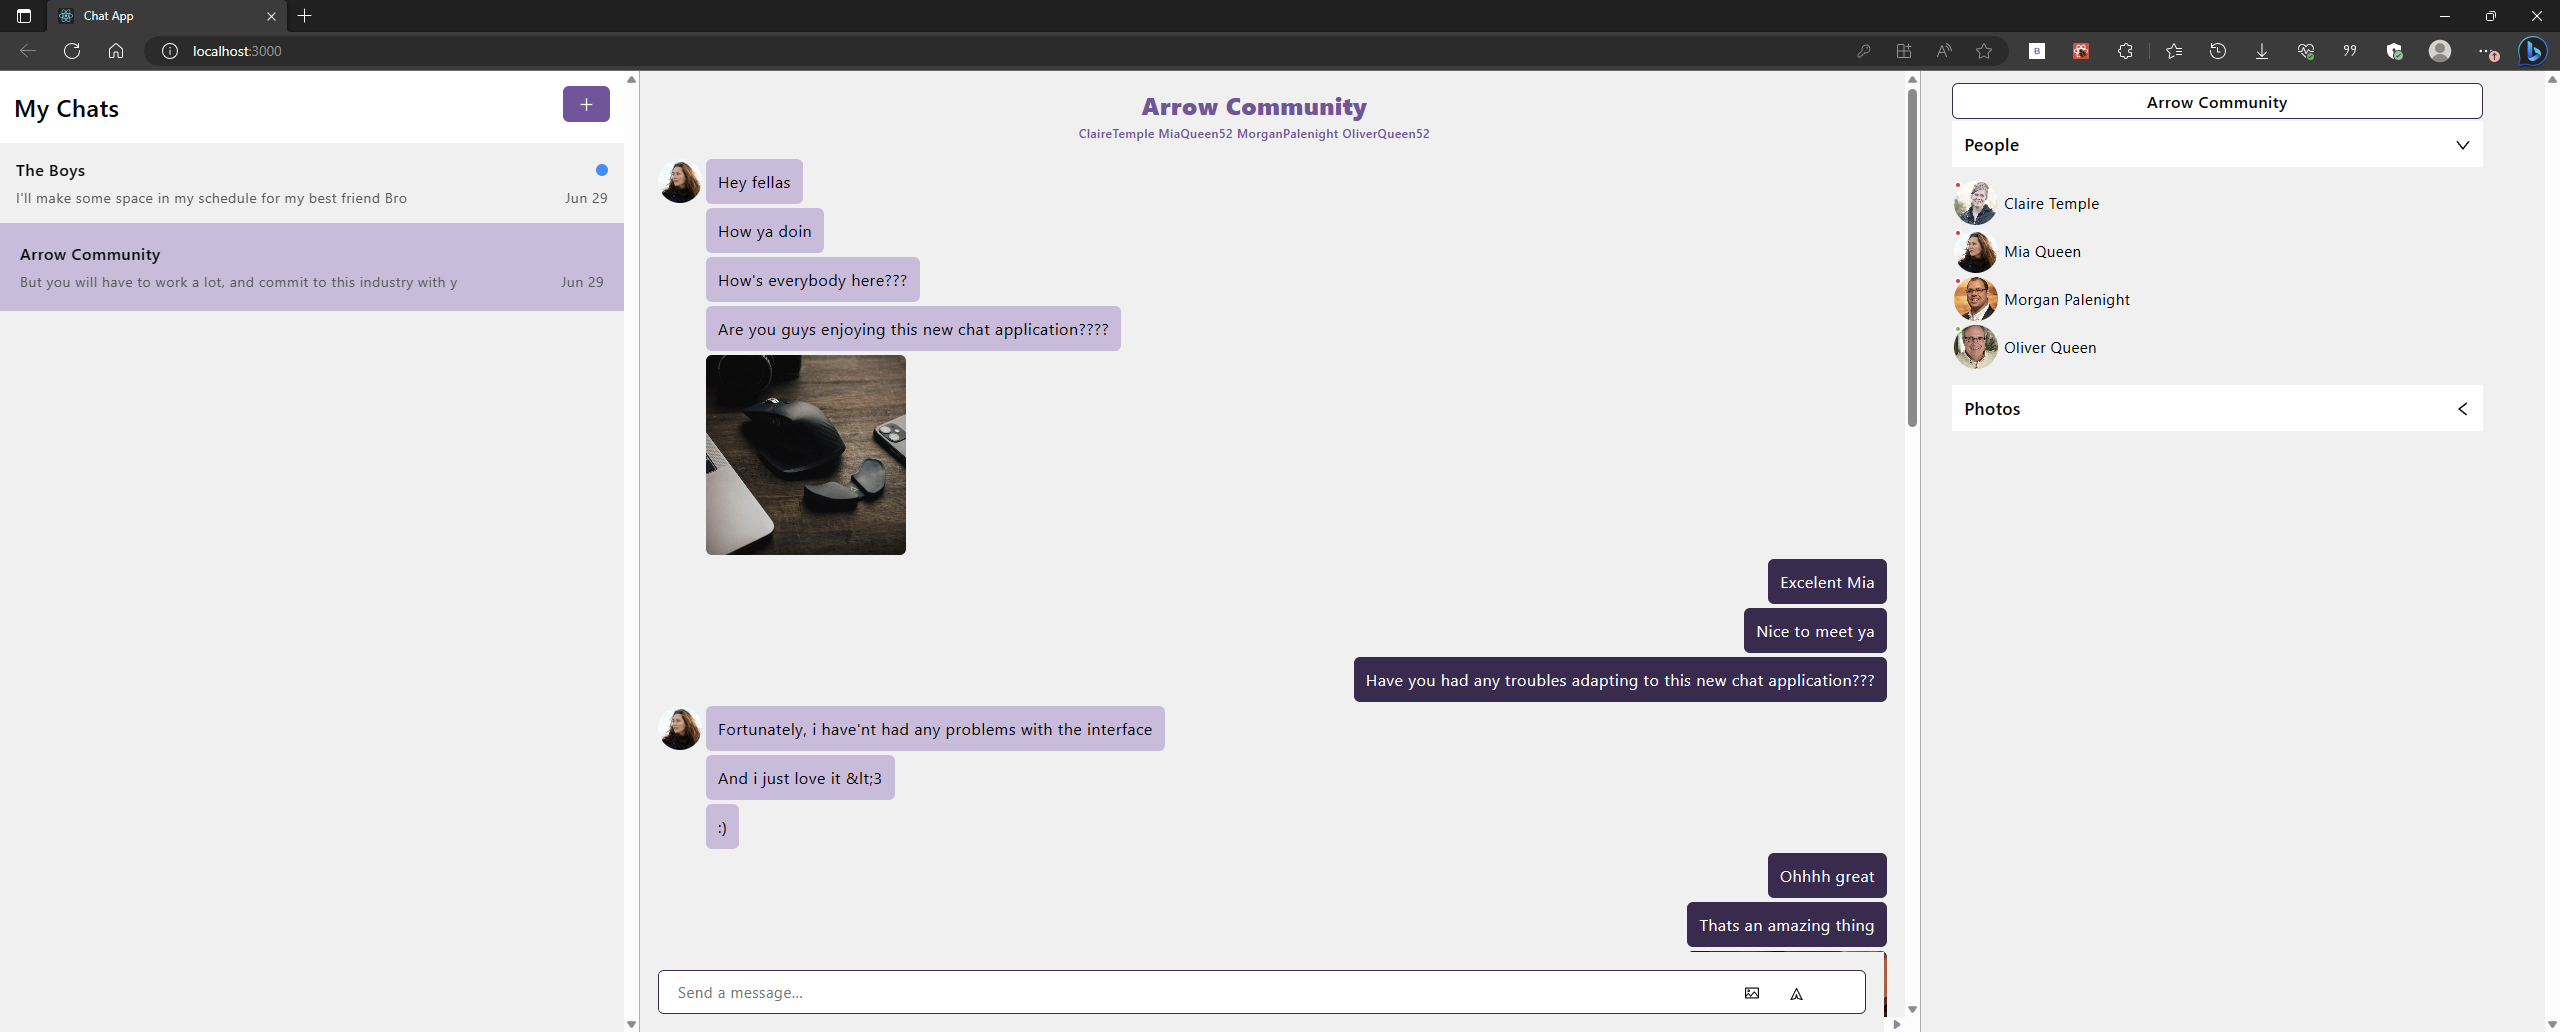 Chat App
localhost:3000
My Chats
+
The Boys
I'll make some space in my schedule for my best friend Bro
Jun 29
Arrow Community
But you will have to work a lot, and commit to this industry with y
Jun 29
Arrow Community
ClaireTemple MiaQueen52 MorganPalenight OliverQueen52
Hey fellas
How ya doin
How's everybody here???
Are you guys enjoying this new chat application????
Excelent Mia
Nice to meet ya
Have you had any troubles adapting to this new chat application???
Fortunately, i have'nt had any problems with the interface
And i just love it &lt;3
:)
Ohhhh great
Thats an amazing thing
Send a message...
Arrow Community
People
Claire Temple
Mia Queen
Morgan Palenight
Oliver Queen
Photos